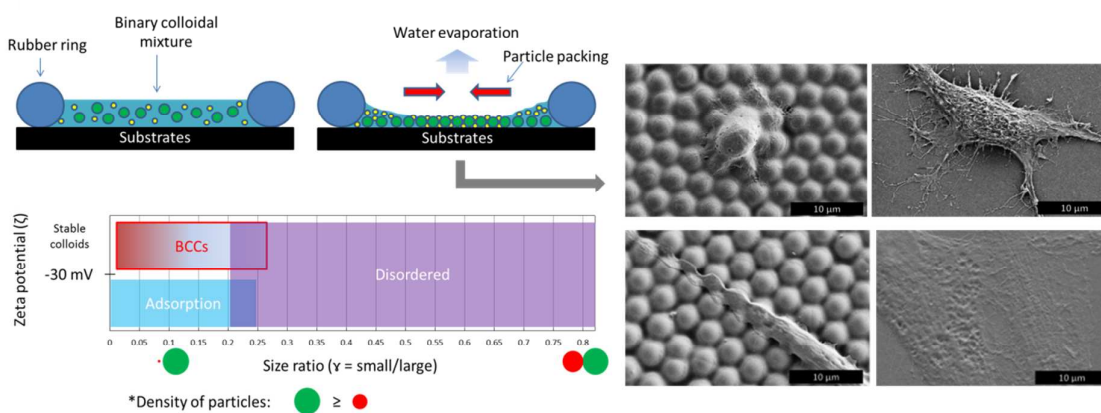 Binary colloidal
mixture
Rubber ring
Water evaporation
Particle packing
Substrates
Substrates
Zeta potential (ζ)
Stable
colloids
-30 mV
BCCs
Disordered
Adsorption
0 0.05 0.1 0.15 0.2 0.25 0.3 0.35 0.4 0.45 0.5 0.55 0.6 0.65 0.7 0.75 0.8
Size ratio (ɣ = small/large)
*Density of particles: ≥
10 µm
10 µm
10 µm
10 µm